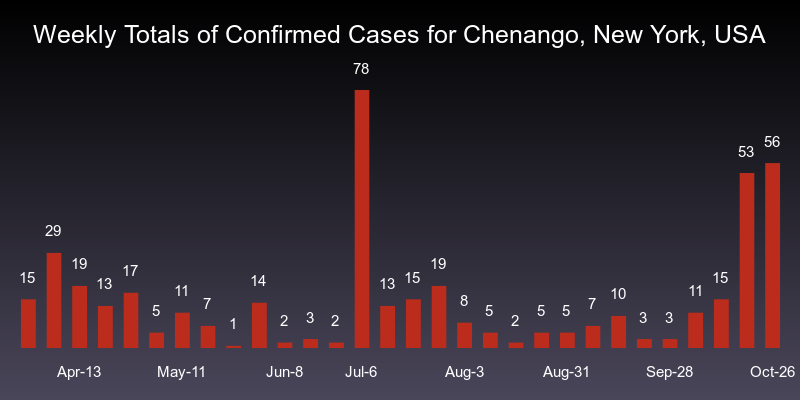 Weekly Totals of Confirmed Cases for Chenango, New York, USA
78
53 56
29
15 19 13 17 5 11 7 1 14 2 3 2 13 15 19 8 5 2 5 5 7 10 3 3 11 15
Apr-13 May-11 Jun-8 Jul-6 Aug-3 Aug-31 Sep-28 Oct-26